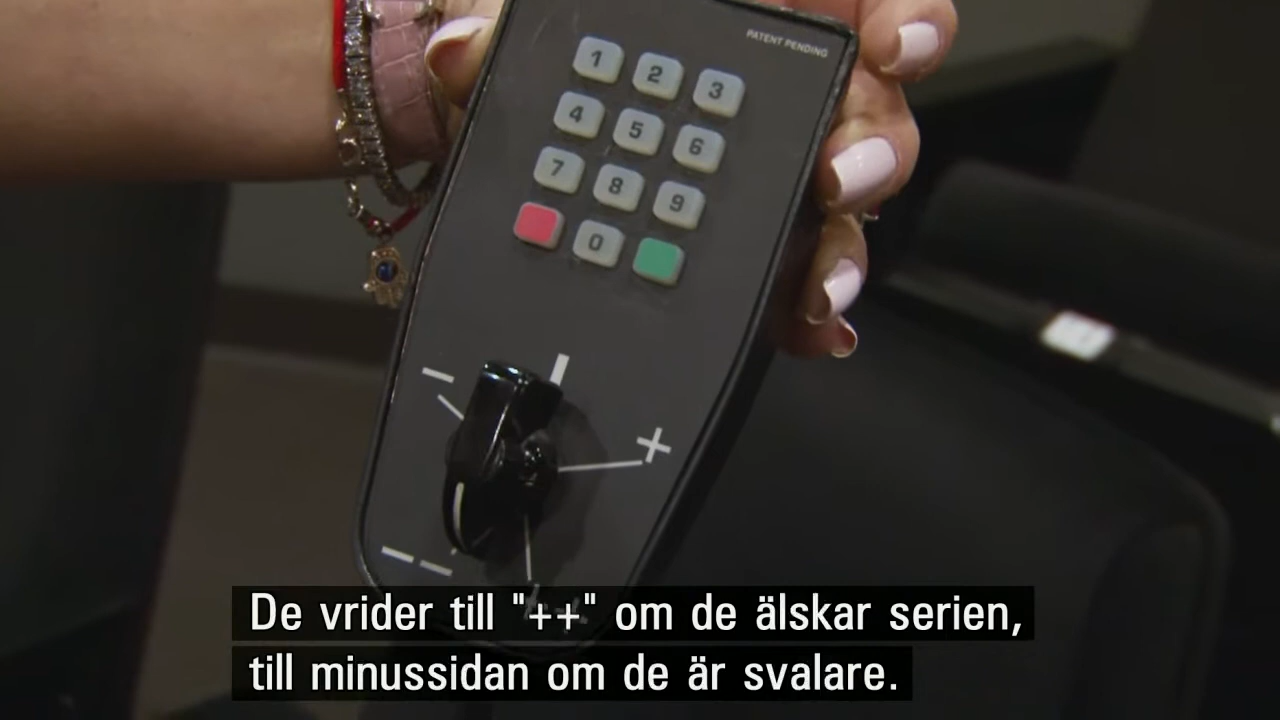 PATENT PENDING
1 2 3
4 5 6
7 8 9
0
–
+
– –
++
De vrider till "++" om de älskar serien,
till minussidan om de är svalare.